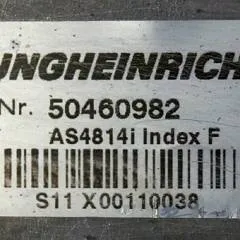 UNGHEINRICH
Nr. 50460982
AS4814i Index F
S11 X00110038